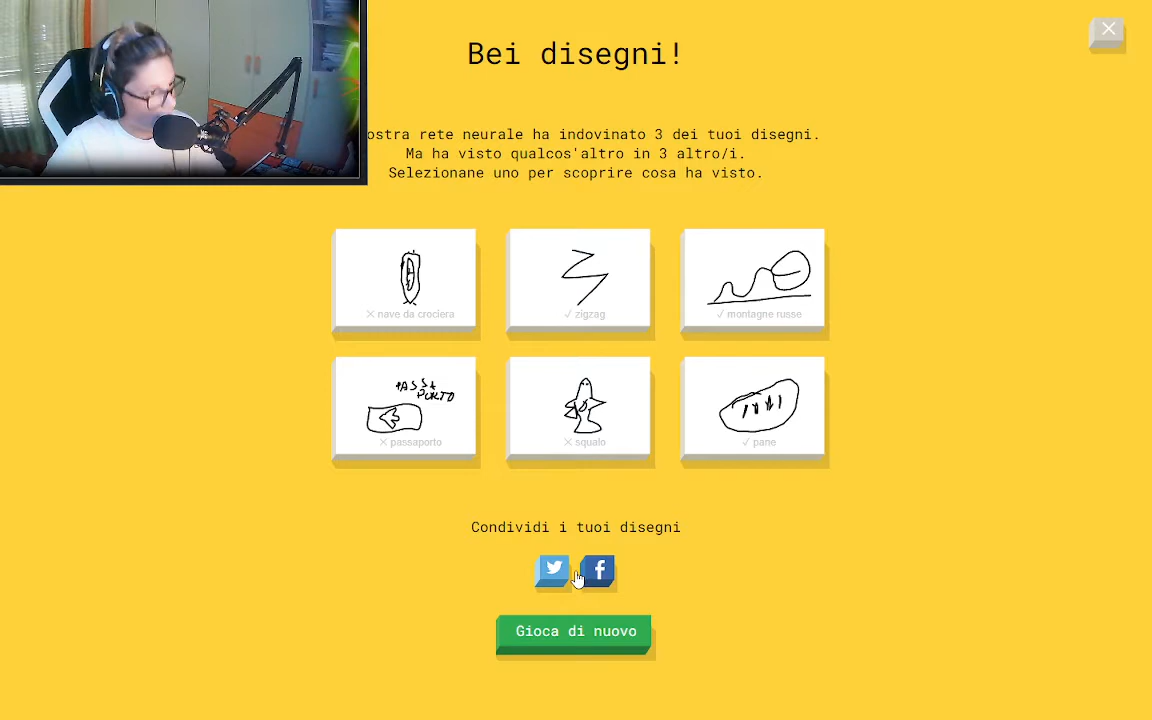 Bei disegni!
ostra rete neurale ha indovinato 3 dei tuoi disegni.
Ma ha visto qualcos'altro in 3 altro/i.
Selezionane uno per scoprire cosa ha visto.
nave da crociera
zigzag
montagne russe
PASSA
PORTO
passaporto
squalo
pane
Condividi i tuoi disegni
Gioca di nuovo